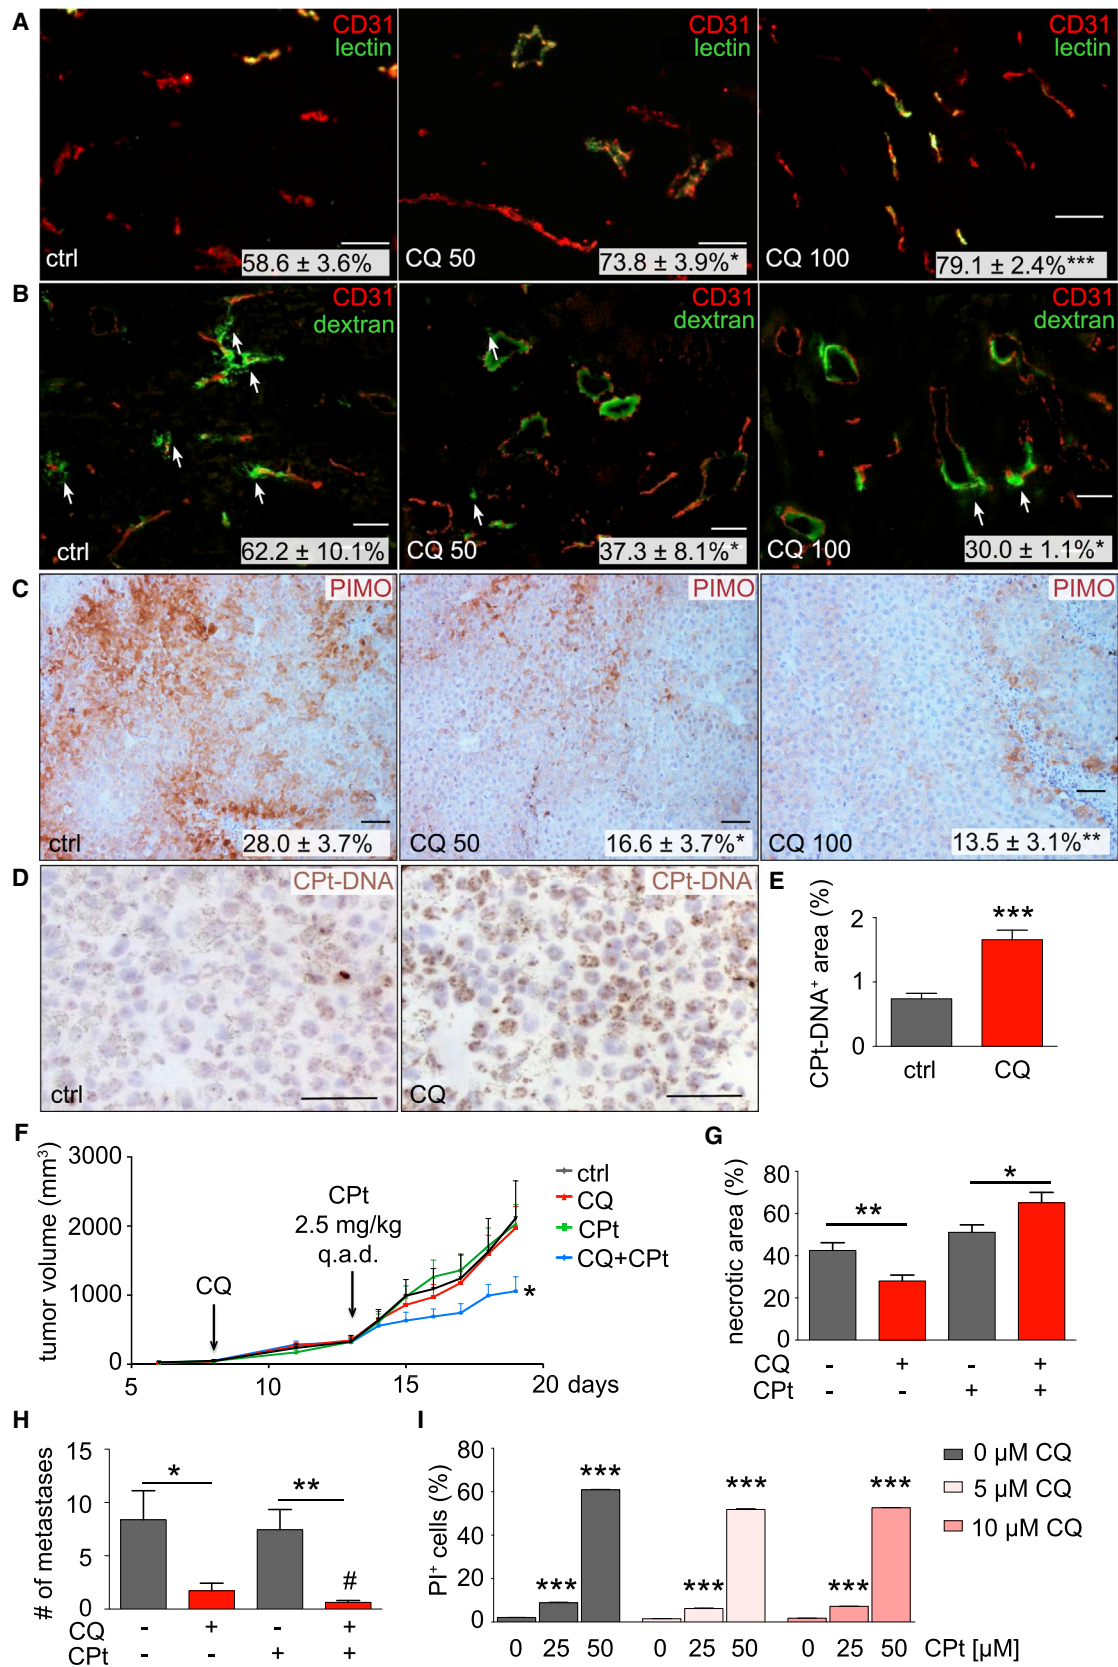 A
CD31
lectin
ctrl
58.6 ± 3.6%
CD31
lectin
CQ 50
73.8 ± 3.9%*
CD31
lectin
CQ 100
79.1 ± 2.4%***
B
CD31
dextran
ctrl
62.2 ± 10.1%
CD31
dextran
CQ 50
37.3 ± 8.1%*
CD31
dextran
CQ 100
30.0 ± 1.1%*
C
PIMO
ctrl
28.0 ± 3.7%
PIMO
CQ 50
16.6 ± 3.7%*
PIMO
CQ 100
13.5 ± 3.1%**
D
CPt-DNA
ctrl
CPt-DNA
CQ
E
CPt-DNA⁺ area (%)
2
1
0
***
ctrl
CQ
F
tumor volume (mm³)
3000
2000
1000
0
5
10
15
20 days
CQ
CPt
2.5 mg/kg
q.a.d.
*
ctrl
CQ
CPt
CQ+CPt
G
necrotic area (%)
80
60
40
20
0
**
*
CQ - + - +
CPt - - + +
H
# of metastases
15
10
5
0
*
**
#
CQ - + - +
CPt - - + +
I
PI⁺ cells (%)
80
60
40
20
0
*** ***
*** ***
*** ***
0 25 50 0 25 50 0 25 50 CPt [µM]
0 µM CQ
5 µM CQ
10 µM CQ